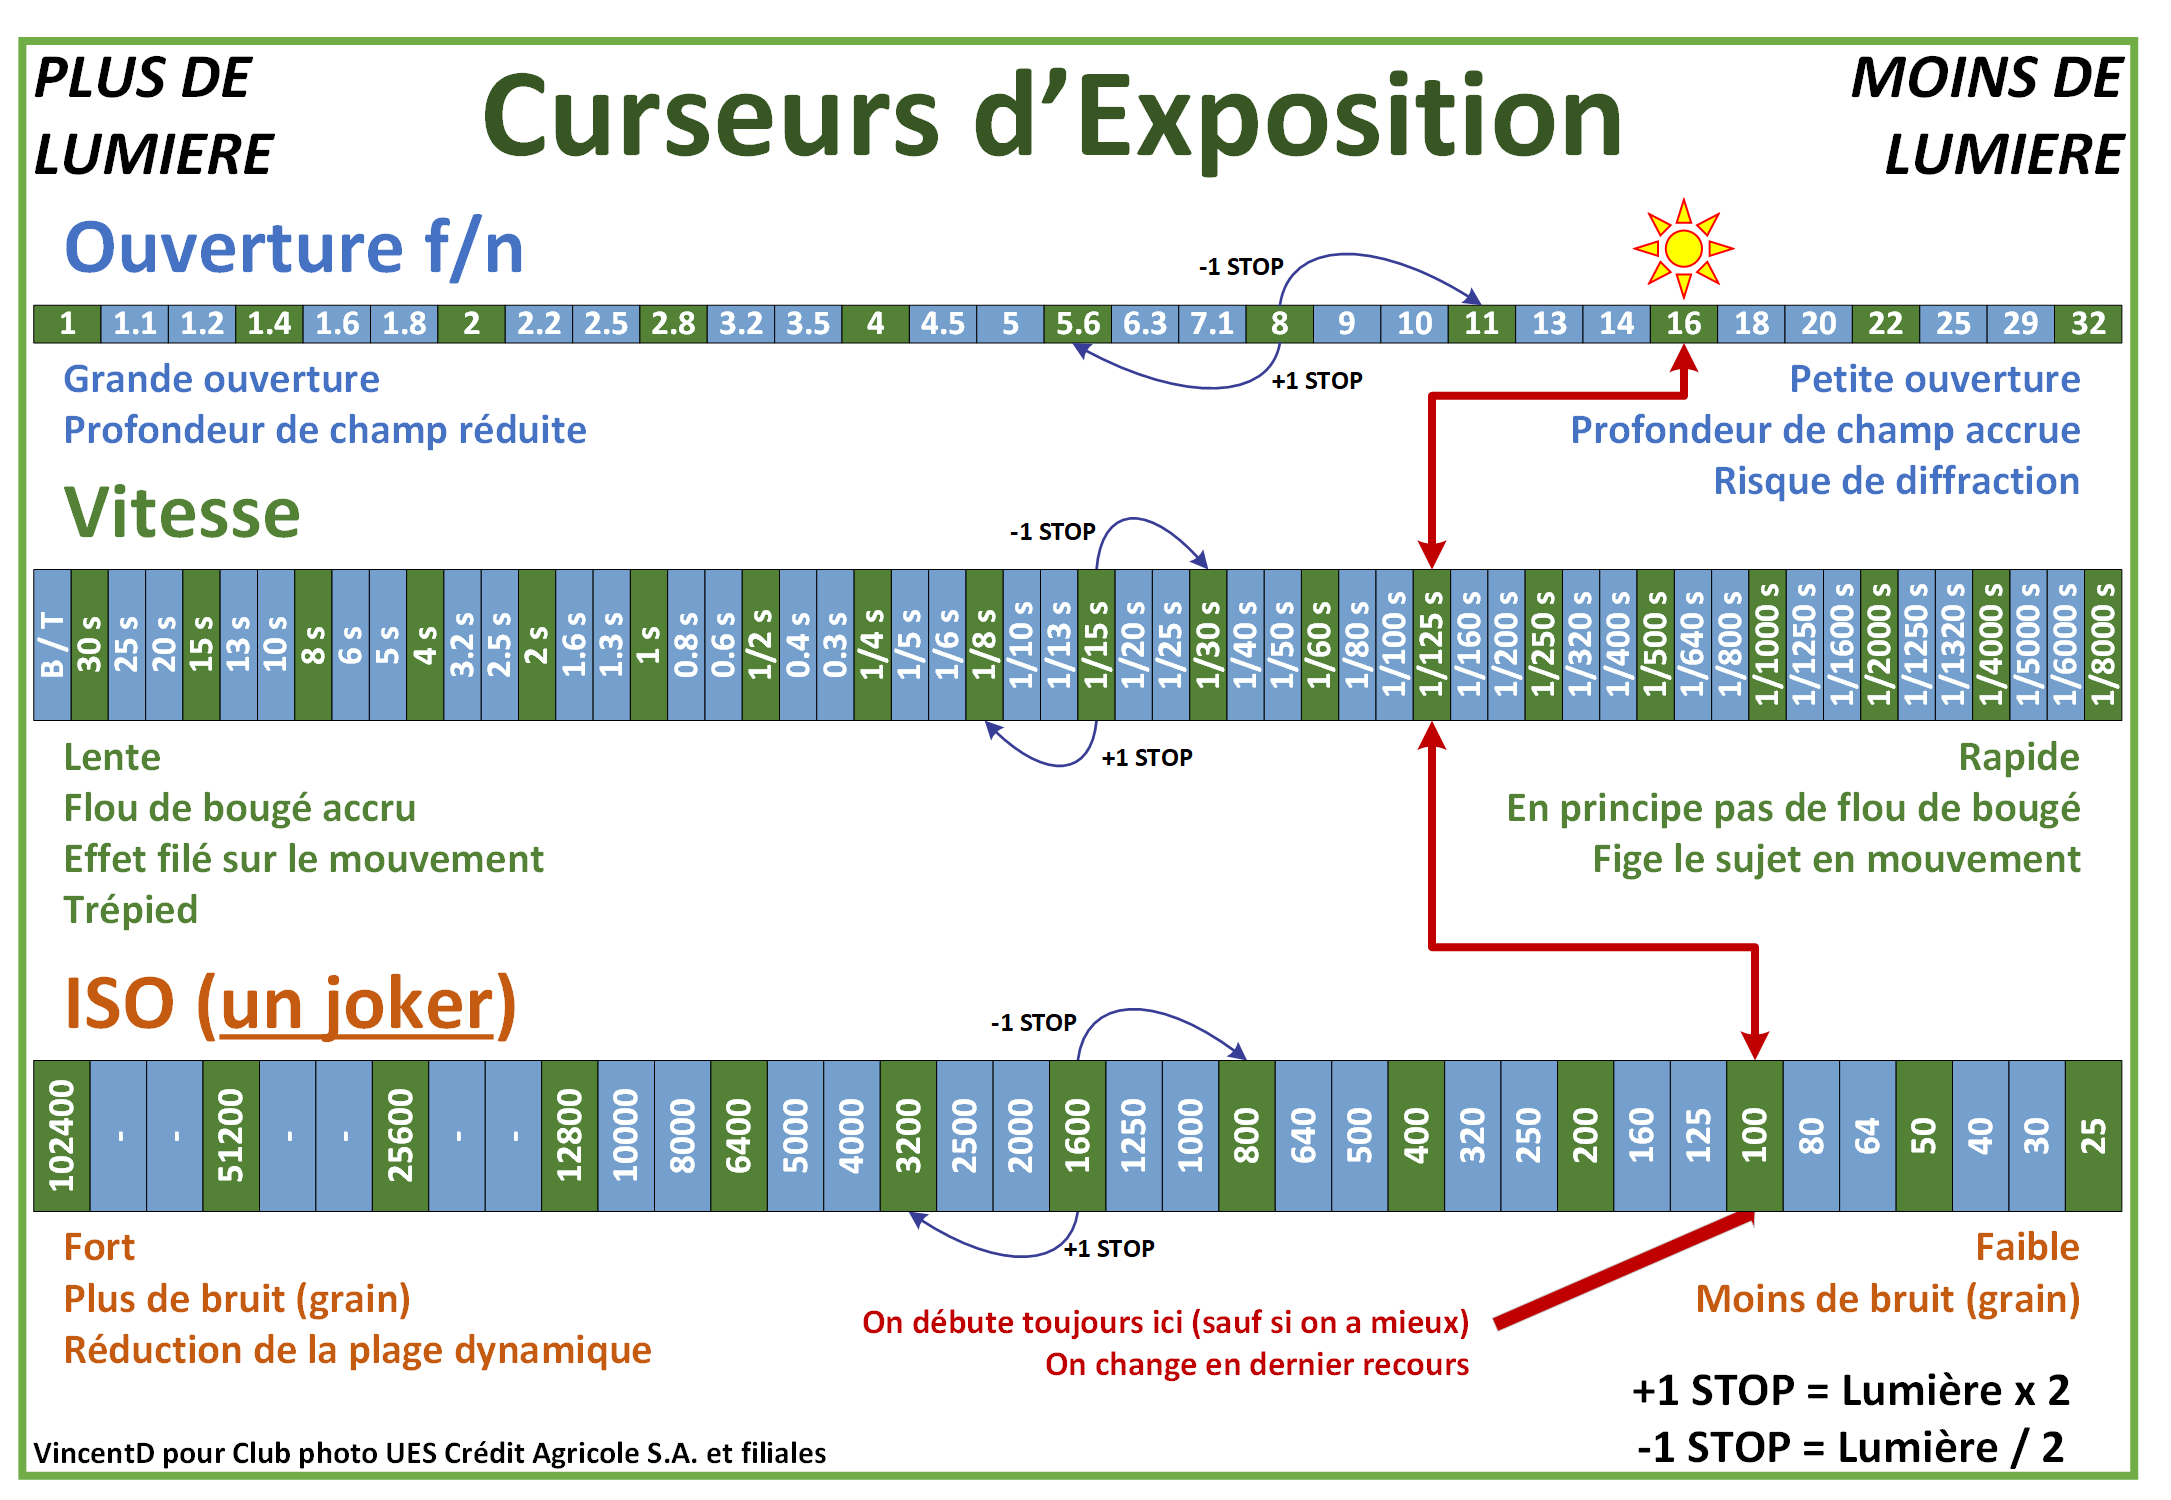 PLUS DE
LUMIERE
Curseurs d’Exposition
MOINS DE
LUMIERE
Ouverture f/n
-1 STOP
1 1.1 1.2 1.4 1.6 1.8 2 2.2 2.5 2.8 3.2 3.5 4 4.5 5 5.6 6.3 7.1 8 9 10 11 13 14 16 18 20 22 25 29 32
+1 STOP
Grande ouverture
Profondeur de champ réduite
Petite ouverture
Profondeur de champ accrue
Risque de diffraction
Vitesse
-1 STOP
B / T 30 s 25 s 20 s 15 s 13 s 10 s 8 s 6 s 5 s 4 s 3.2 s 2.5 s 2 s 1.6 s 1.3 s 1 s 0.8 s 0.6 s 1/2 s 0.4 s 0.3 s 1/4 s 1/5 s 1/6 s 1/8 s 1/10 s 1/13 s 1/15 s 1/20 s 1/25 s 1/30 s 1/40 s 1/50 s 1/60 s 1/80 s 1/100 s 1/125 s 1/160 s 1/200 s 1/250 s 1/320 s 1/400 s 1/500 s 1/640 s 1/800 s 1/1000 s 1/1250 s 1/1600 s 1/2000 s 1/1250 s 1/1320 s 1/4000 s 1/5000 s 1/6000 s 1/8000 s
+1 STOP
Lente
Flou de bougé accru
Effet filé sur le mouvement
Trépied
Rapide
En principe pas de flou de bougé
Fige le sujet en mouvement
ISO (un joker)
-1 STOP
102400 - - 51200 - - 25600 - - 12800 10000 8000 6400 5000 4000 3200 2500 2000 1600 1250 1000 800 640 500 400 320 250 200 160 125 100 80 64 50 40 30 25
+1 STOP
Fort
Plus de bruit (grain)
Réduction de la plage dynamique
Faible
Moins de bruit (grain)
On débute toujours ici (sauf si on a mieux)
On change en dernier recours
+1 STOP = Lumière x 2
-1 STOP = Lumière / 2
VincentD pour Club photo UES Crédit Agricole S.A. et filiales